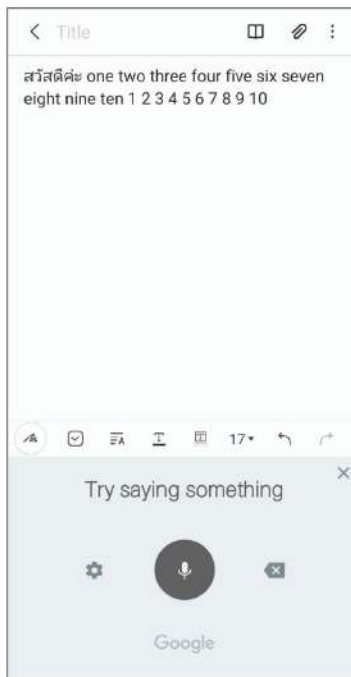 Title
สวัสดีค่ะ one two three four five six seven
eight nine ten 1 2 3 4 5 6 7 8 9 10
17
Try saying something
Google